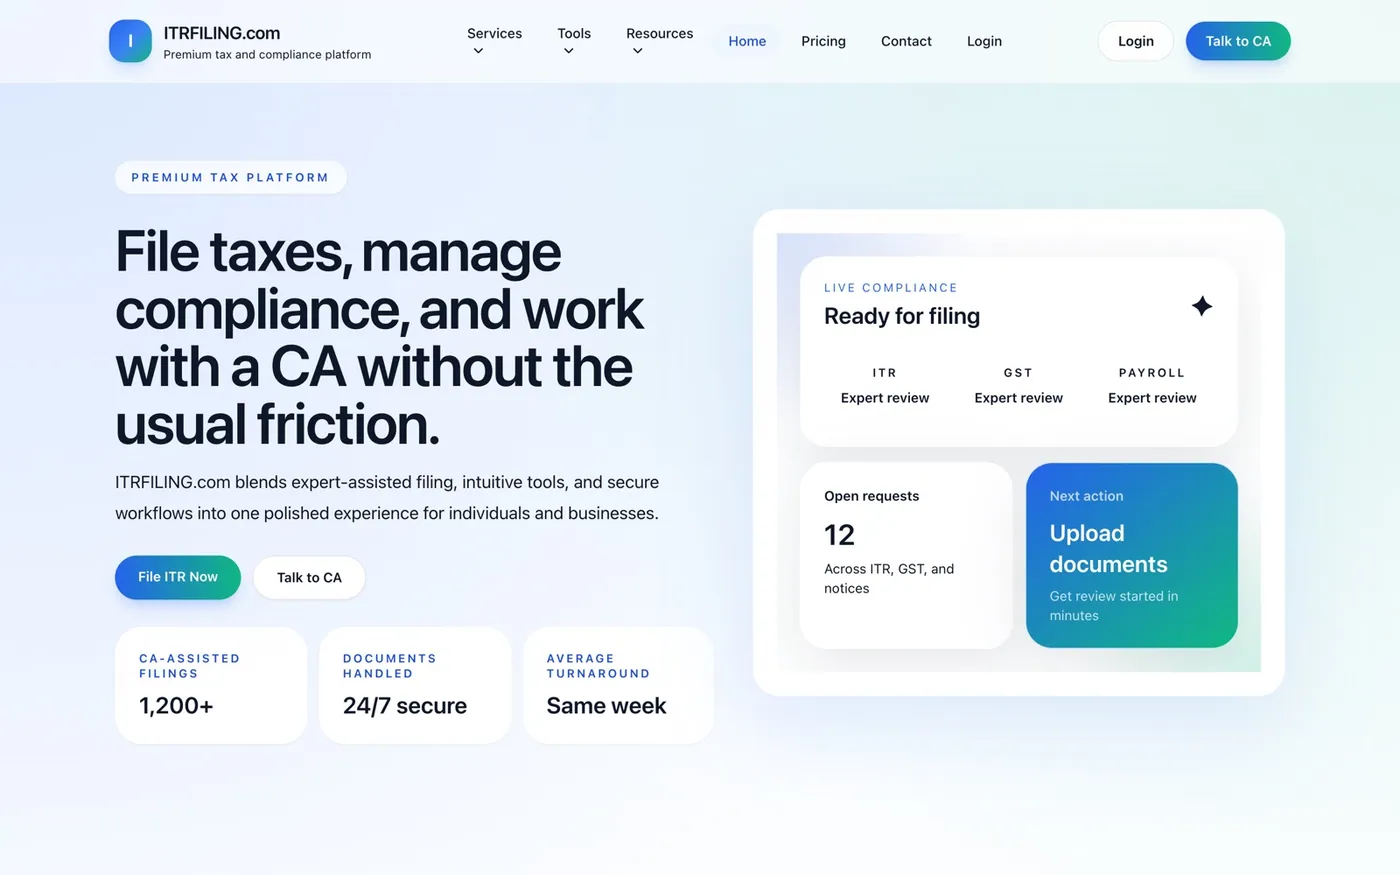 I
ITRFILING.com
Premium tax and compliance platform
Services
Tools
Resources
Home
Pricing
Contact
Login
Login
Talk to CA
PREMIUM TAX PLATFORM
File taxes, manage
compliance, and work
with a CA without the
usual friction.
ITRFILING.com blends expert-assisted filing, intuitive tools, and secure
workflows into one polished experience for individuals and businesses.
File ITR Now
Talk to CA
CA-ASSISTED
FILINGS
1,200+
DOCUMENTS
HANDLED
24/7 secure
AVERAGE
TURNAROUND
Same week
LIVE COMPLIANCE
Ready for filing
ITR
Expert review
GST
Expert review
PAYROLL
Expert review
Open requests
12
Across ITR, GST, and
notices
Next action
Upload
documents
Get review started in
minutes